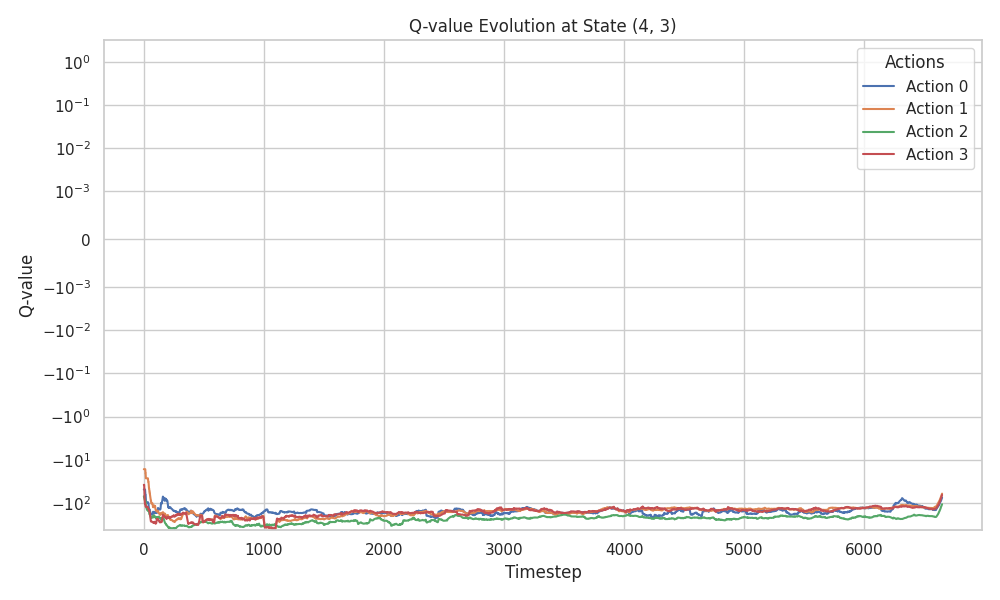 Q-value Evolution at State (4, 3)
Q-value
10⁰
10⁻¹
10⁻²
10⁻³
0
−10⁻³
−10⁻²
−10⁻¹
−10⁰
−10¹
−10²
Actions
Action 0
Action 1
Action 2
Action 3
0 1000 2000 3000 4000 5000 6000
Timestep